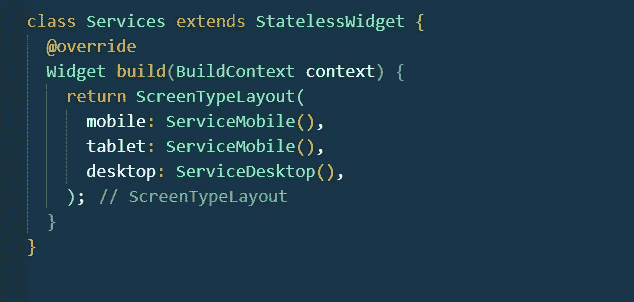 class Services extends StatelessWidget {
@override
Widget build(BuildContext context) {
return ScreenTypeLayout(
mobile: ServiceMobile(),
tablet: ServiceMobile(),
desktop: ServiceDesktop(),
); // ScreenTypeLayout
}
}